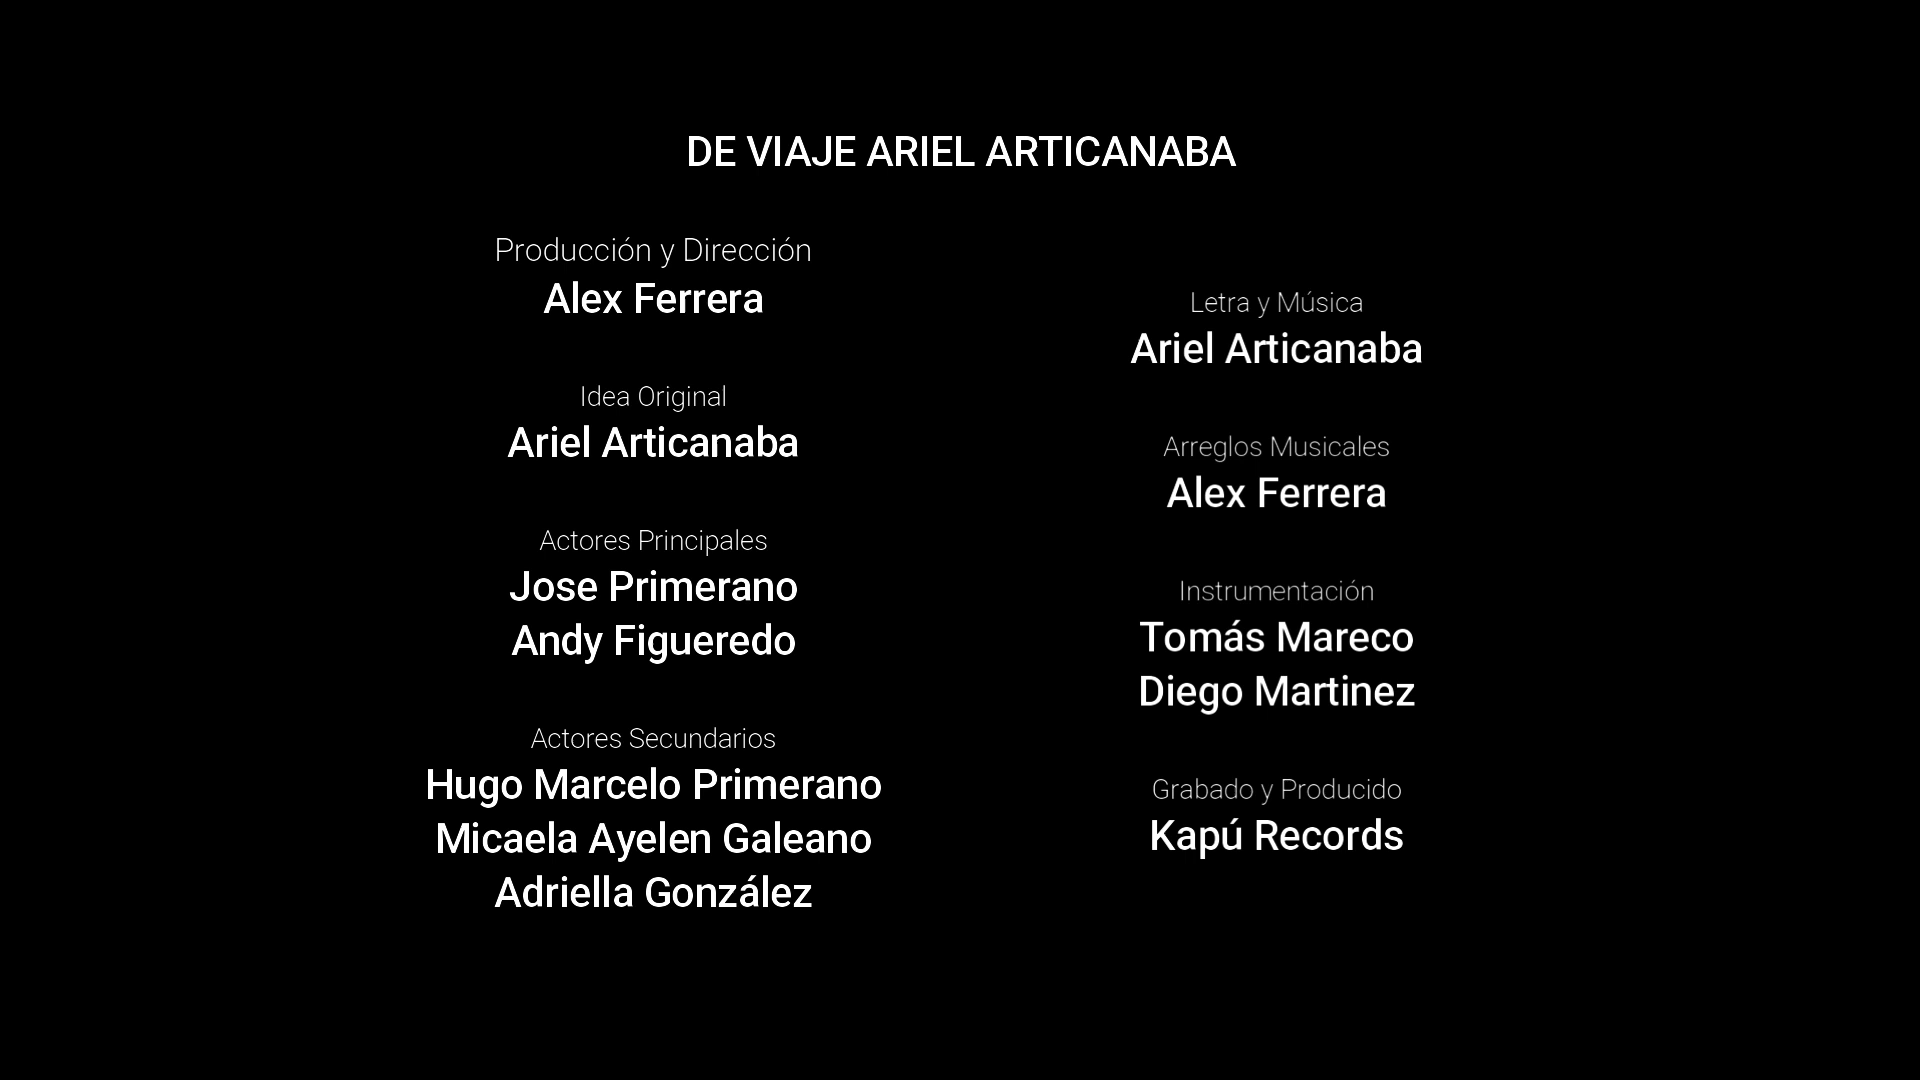 DE VIAJE ARIEL ARTICANABA
Producción y Dirección
Alex Ferrera
Idea Original
Ariel Articanaba
Actores Principales
Jose Primerano
Andy Figueredo
Actores Secundarios
Hugo Marcelo Primerano
Micaela Ayelen Galeano
Adriella González
Letra y Música
Ariel Articanaba
Arreglos Musicales
Alex Ferrera
Instrumentación
Tomás Mareco
Diego Martinez
Grabado y Producido
Kapú Records